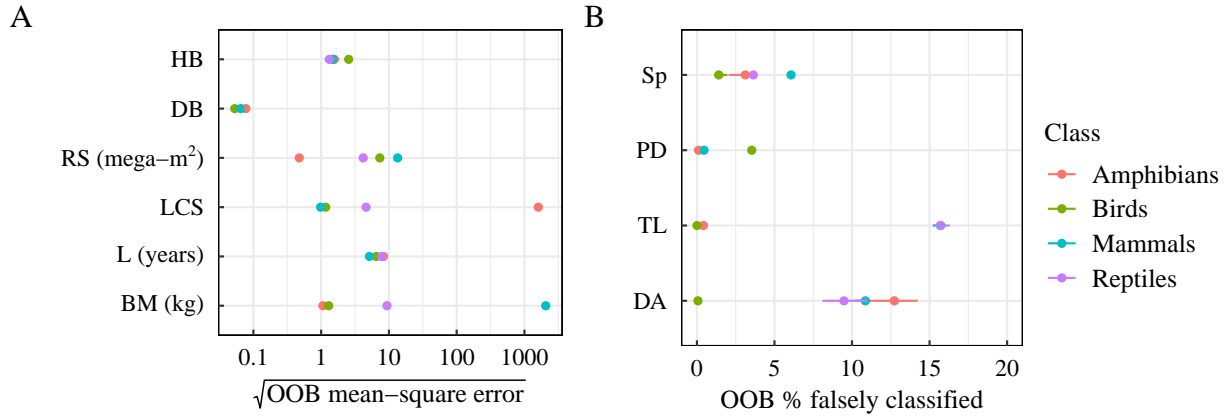 A
HB
DB
RS (mega−m²)
LCS
L (years)
BM (kg)
0.1 1 10 100 1000
√OOB mean−square error
B
Sp
PD
TL
DA
0 5 10 15 20
OOB % falsely classified
Class
Amphibians
Birds
Mammals
Reptiles